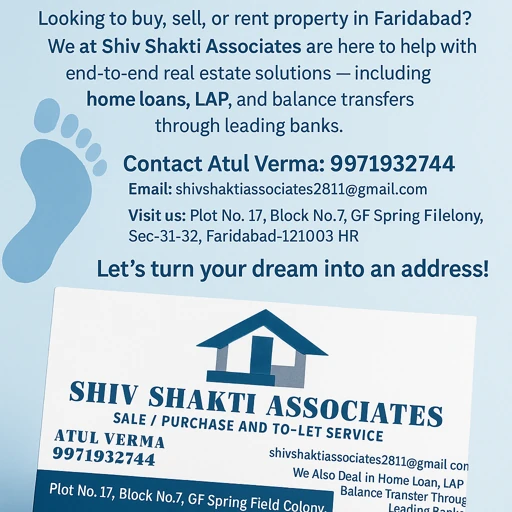 Looking to buy, sell, or rent property in Faridabad?
We at Shiv Shakti Associates are here to help with
end-to-end real estate solutions — including
home loans, LAP, and balance transfers
through leading banks.
Contact Atul Verma: 9971932744
Email: shivshaktiassociates2811@gmail.com
Visit us: Plot No. 17, Block No.7, GF Spring Filelony,
Sec-31-32, Faridabad-121003 HR
Let's turn your dream into an address!
SHIV SHAKTI ASSOCIATES
SALE / PURCHASE AND TO-LET SERVICE
ATUL VERMA
9971932744
shivshaktiassociates2811@gmail con
We Also Deal in Home Loan, LAP
Balance Transter Throug
Leading Bank
Plot No. 17, Block No.7, GF Spring Field Colony,